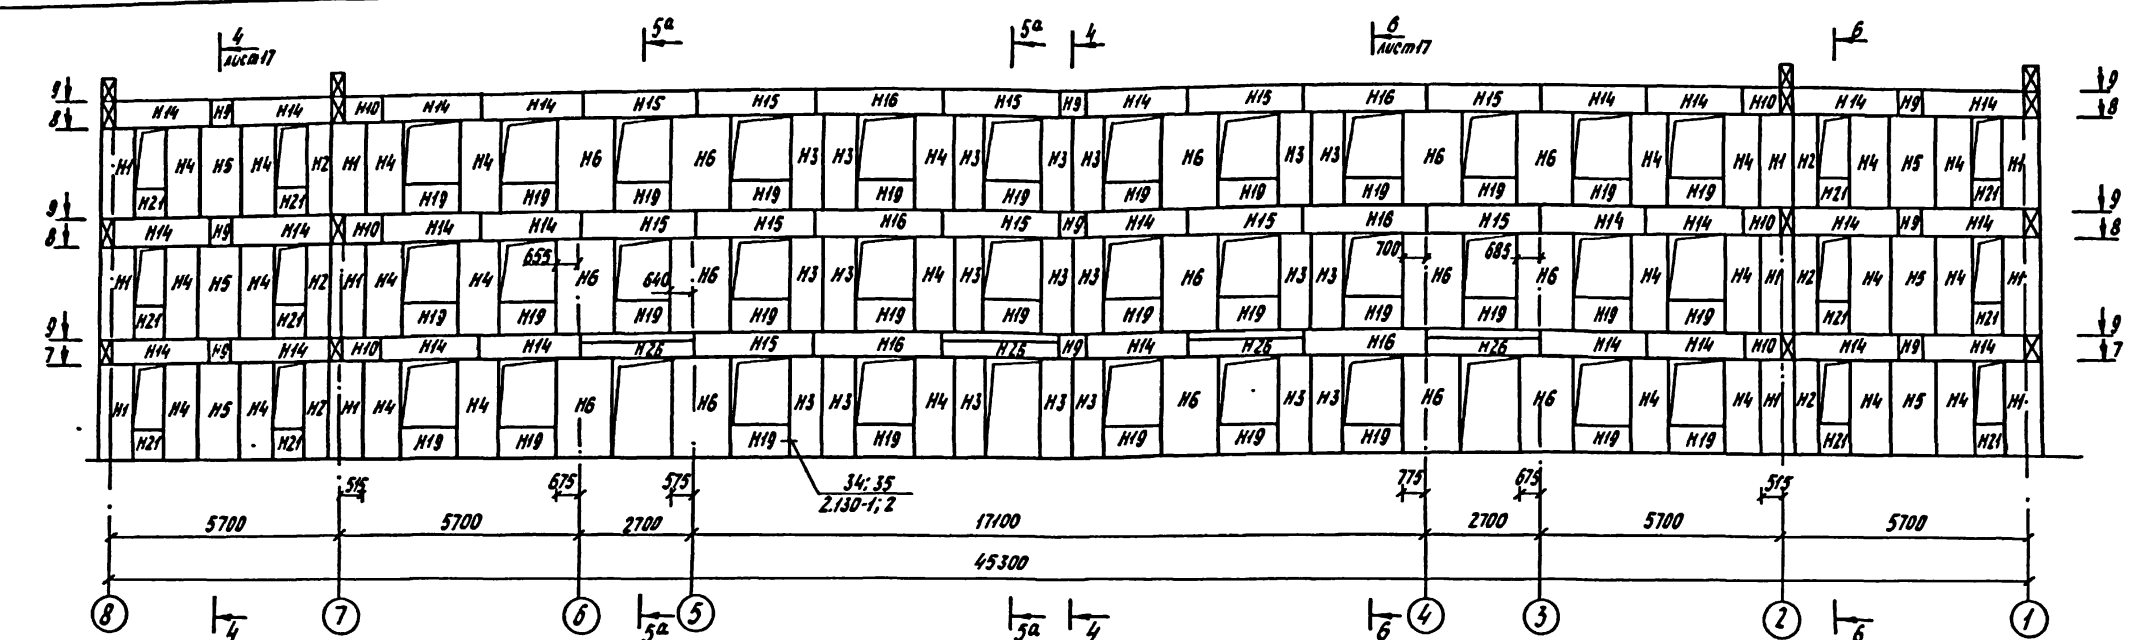 4 5ᵃ 5ᵃ 4 6 6
лист17 лист17
9 Н14 Н9 Н14 Н10 Н14 Н14 Н15 Н15 Н16 Н15 Н9 Н14 Н15 Н16 Н15 Н14 Н14 Н10 Н14 Н9 Н14 9
8 8
Н1 Н4 Н5 Н4 Н2 Н1 Н4 Н4 Н6 Н6 Н3 Н3 Н4 Н3 Н3 Н3 Н6 Н3 Н3 Н6 Н6 Н4 Н4 Н1 Н2 Н4 Н5 Н4 Н1
Н21 Н21 Н19 Н19 Н19 Н19 Н19 Н19 Н19 Н19 Н19 Н19 Н19 Н19 Н21 Н21
9 9
8 Н14 Н9 Н14 Н10 Н14 Н14 Н15 Н15 Н16 Н15 Н9 Н14 Н15 Н16 Н15 Н14 Н14 Н10 Н14 Н9 Н14 8
655 640 700 685
Н1 Н4 Н5 Н4 Н2 Н1 Н4 Н4 Н6 Н6 Н3 Н3 Н4 Н3 Н3 Н3 Н6 Н3 Н3 Н6 Н6 Н4 Н4 Н1 Н2 Н4 Н5 Н4 Н1
Н21 Н21 Н19 Н19 Н19 Н19 Н19 Н19 Н19 Н19 Н19 Н19 Н19 Н19 Н21 Н21
9 9
7 Н14 Н9 Н14 Н10 Н14 Н14 Н26 Н15 Н16 Н26 Н9 Н14 Н26 Н16 Н26 Н14 Н14 Н10 Н14 Н9 Н14 7
Н1 Н4 Н5 Н4 Н2 Н1 Н4 Н4 Н6 Н6 Н3 Н3 Н4 Н3 Н3 Н3 Н6 Н3 Н3 Н6 Н6 Н4 Н4 Н1 Н2 Н4 Н5 Н4 Н1
Н21 Н21 Н19 Н19 Н19 Н19 Н19 Н19 Н19 Н19 Н19 Н21 Н21
515 675 575 34; 35 775 675 515
2.130-1; 2
5700 5700 2700 17100 2700 5700 5700
45300
8 7 6 5 4 3 2 1
4 5ᵃ 5ᵃ 4 6 6